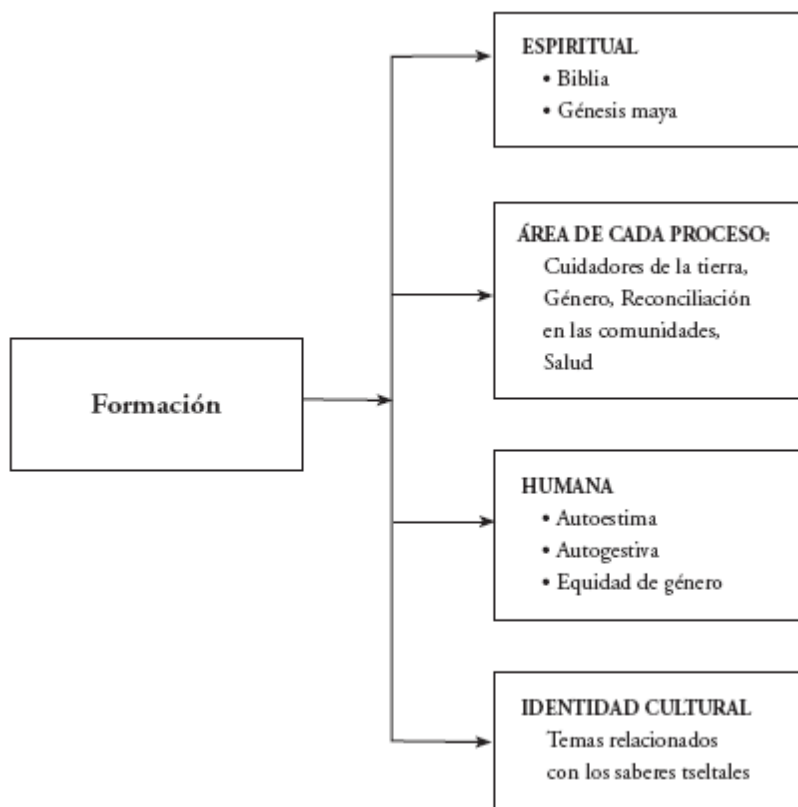 ESPIRITUAL
• Biblia
• Génesis maya
ÁREA DE CADA PROCESO:
Cuidadores de la tierra,
Género, Reconciliación
en las comunidades,
Salud
Formación
HUMANA
• Autoestima
• Autogestiva
• Equidad de género
IDENTIDAD CULTURAL
Temas relacionados
con los saberes tseltales